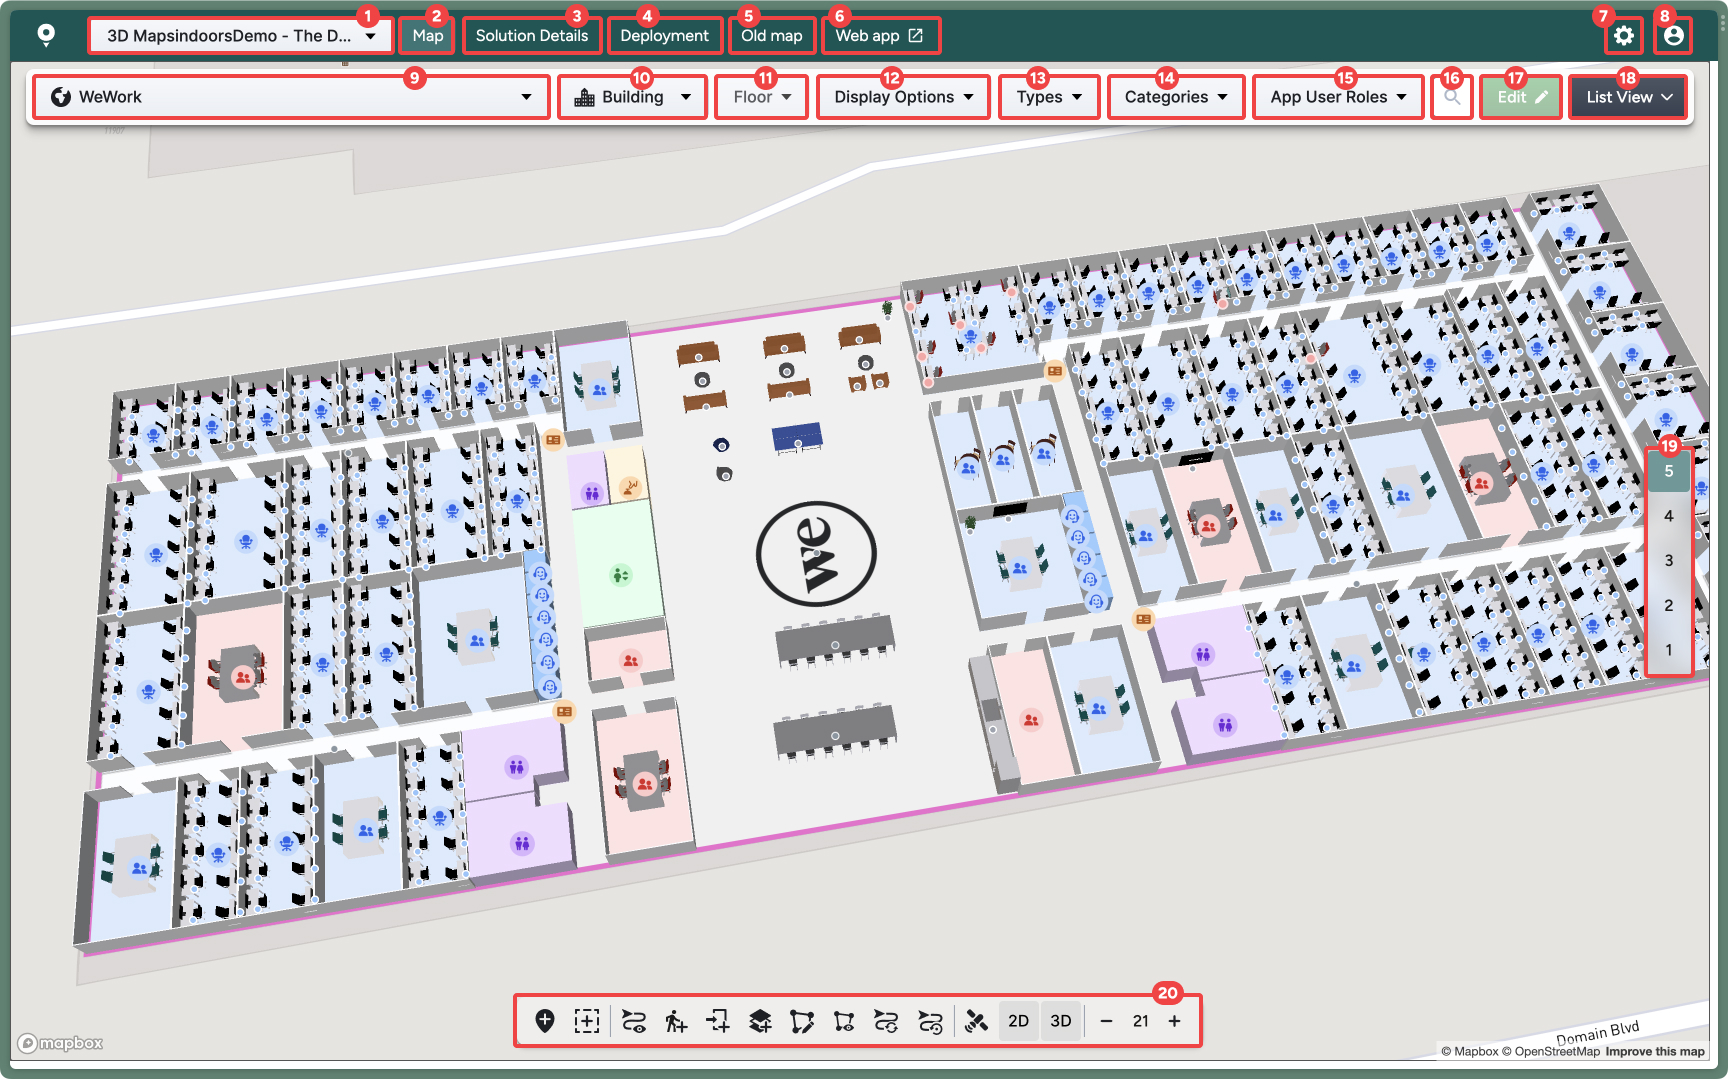 1
2
3
4
5
6
7
8
3D MapsindoorsDemo - The D...
Map
Solution Details
Deployment
Old map
Web app
9
10
11
12
13
14
15
16
17
18
WeWork
Building
Floor
Display Options
Types
Categories
App User Roles
Edit
List View
11907
19
5
4
3
2
1
we
20
2D
3D
− 21 +
Domain Blvd
mapbox
© Mapbox © OpenStreetMap Improve this map